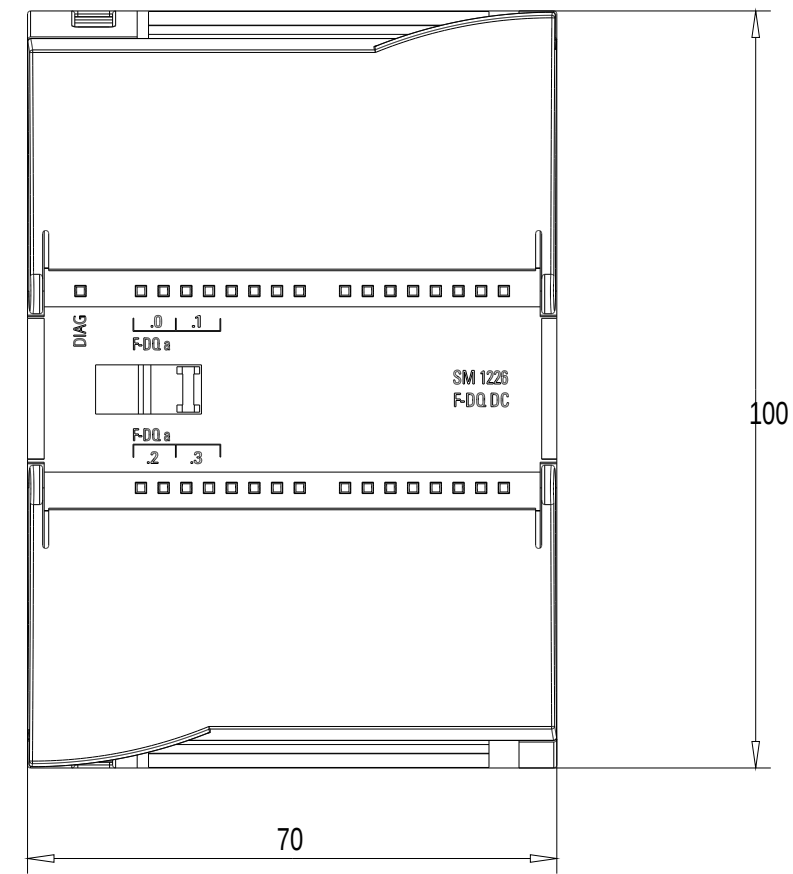 DIAG
.0 .1
F-DQ a
SM 1226
F-DQ DC
100
F-DQ a
.2 .3
70